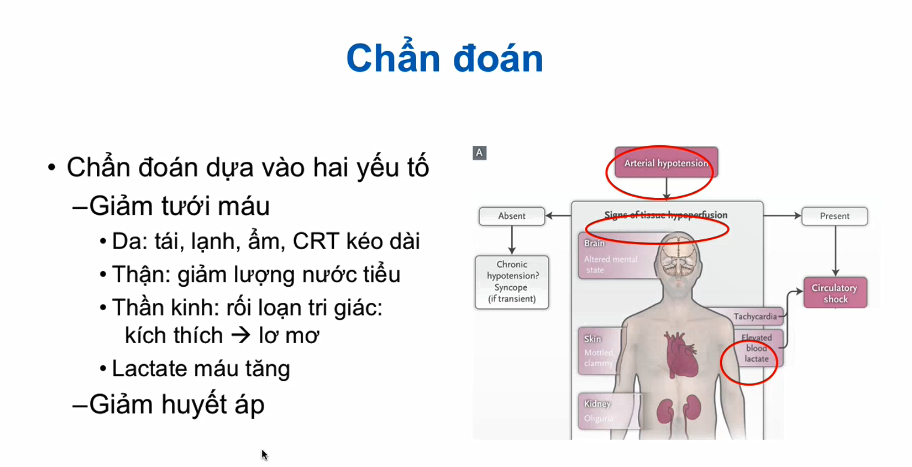 Chẩn đoán
• Chẩn đoán dựa vào hai yếu tố
–Giảm tưới máu
• Da: tái, lạnh, ẩm, CRT kéo dài
• Thận: giảm lượng nước tiểu
• Thần kinh: rối loạn tri giác:
kích thích → lơ mơ
• Lactate máu tăng
–Giảm huyết áp
A
Arterial hypotension
Signs of tissue hypoperfusion
Absent
Present
Chronic
hypotension?
Syncope
(if transient)
Brain
Altered mental
state
Circulatory
shock
Tachycardia
Elevated
blood
lactate
Skin
Mottled,
clammy
Kidney
Oliguria